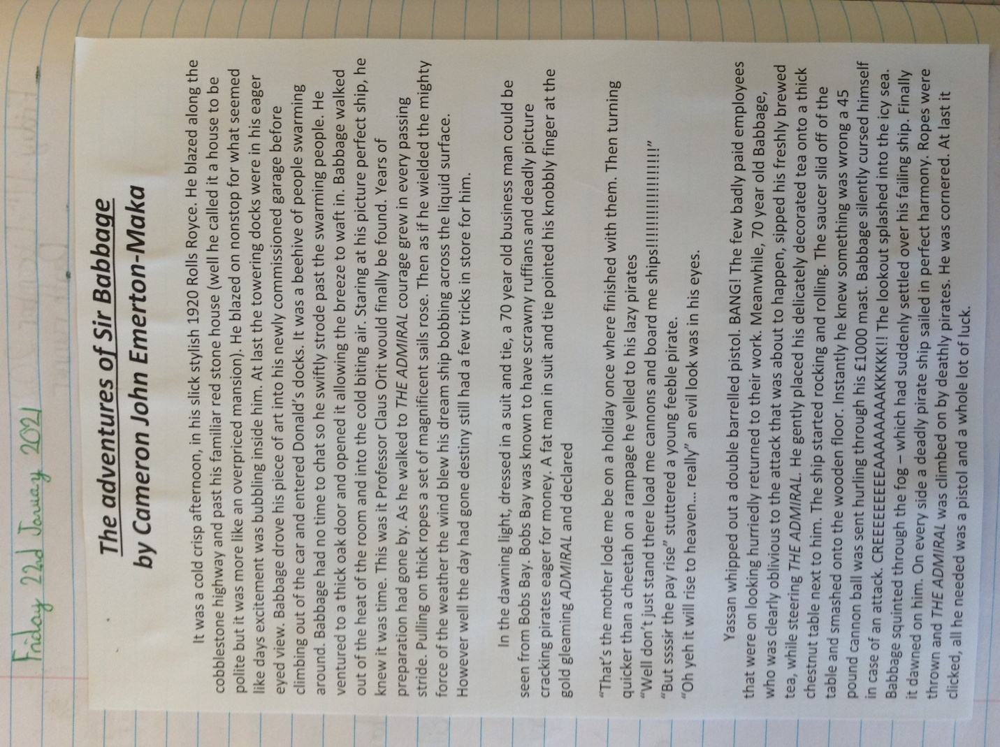 Friday 22nd January 2021
The adventures of Sir Babbage
by Cameron John Emerton-Maka
It was a cold crisp afternoon, in his slick stylish 1920 Rolls Royce. He blazed along the
cobblestone highway and past his familiar red stone house (well he called it a house to be
polite but it was more like an overpriced mansion). He blazed on nonstop for what seemed
like days excitement was bubbling inside him. At last the towering docks were in his eager
eyed view. Babbage drove his piece of art into his newly commissioned garage before
climbing out of the car and entered Donald's docks. It was a beehive of people swarming
around. Babbage had no time to chat so he swiftly strode past the swarming people. He
ventured to a thick oak door and opened it allowing the breeze to waft in. Babbage walked
out of the heat of the room and into the cold biting air. Staring at his picture perfect ship, he
knew it was time. This was it Professor Claus Orit would finally be found. Years of
preparation had gone by. As he walked to THE ADMIRAL courage grew in every passing
stride. Pulling on thick ropes a set of magnificent sails rose. Then as if he wielded the mighty
force of the weather the wind blew his dream ship bobbing across the liquid surface.
However well the day had gone destiny still had a few tricks in store for him.
In the dawning light, dressed in a suit and tie, a 70 year old business man could be
seen from Bobs Bay. Bobs Bay was known to have scrawny ruffians and deadly picture
cracking pirates eager for money. A fat man in suit and tie pointed his knobbly finger at the
gold gleaming ADMIRAL and declared
"That's the mother lode me be on a holiday once where finished with them. Then turning
quicker than a cheetah on a rampage he yelled to his lazy pirates
"Well don't just stand there load me cannons and board me ships!!!!!!!!!!!!!!!!!!!"
"But ssssir the pay rise" stuttered a young feeble pirate.
"Oh yeh it will rise to heaven... really" an evil look was in his eyes.
Yassan whipped out a double barrelled pistol. BANG! The few badly paid employees
that were on looking hurriedly returned to their work. Meanwhile, 70 year old Babbage,
who was clearly oblivious to the attack that was about to happen, sipped his freshly brewed
tea, while steering THE ADMIRAL. He gently placed his delicately decorated tea onto a thick
chestnut table next to him. The ship started rocking and rolling. The saucer slid off of the
table and smashed onto the wooden floor. Instantly he knew something was wrong a 45
pound cannon ball was sent hurling through his £1000 mast. Babbage silently cursed himself
in case of an attack. CREEEEEEEEEAAAAAAAAAKKKKK!! The lookout splashed into the icy sea.
Babbage squinted through the fog – which had suddenly settled over his failing ship. Finally
it dawned on him. On every side a deadly pirate ship sailed in perfect harmony. Ropes were
thrown and THE ADMIRAL was climbed on by deathly pirates. He was cornered. At last it
clicked, all he needed was a pistol and a whole lot of luck.